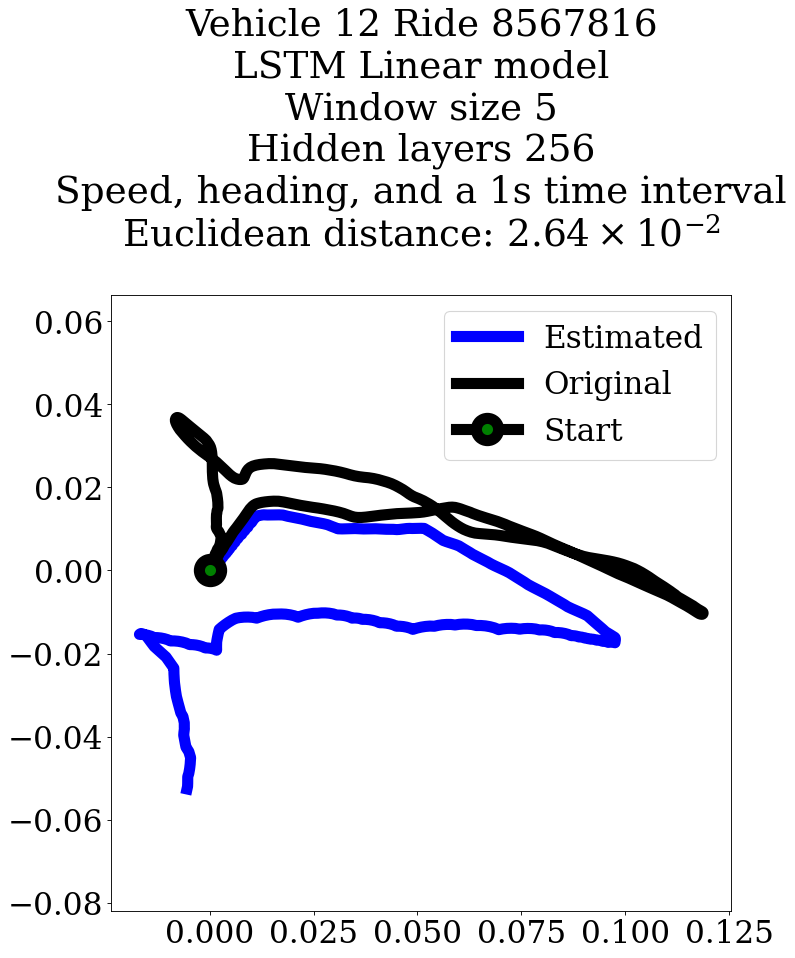 Vehicle 12 Ride 8567816
LSTM Linear model
Window size 5
Hidden layers 256
Speed, heading, and a 1s time interval
Euclidean distance: 2.64 × 10⁻²
0.06
0.04
0.02
0.00
−0.02
−0.04
−0.06
−0.08
Estimated
Original
Start
0.000 0.025 0.050 0.075 0.100 0.125